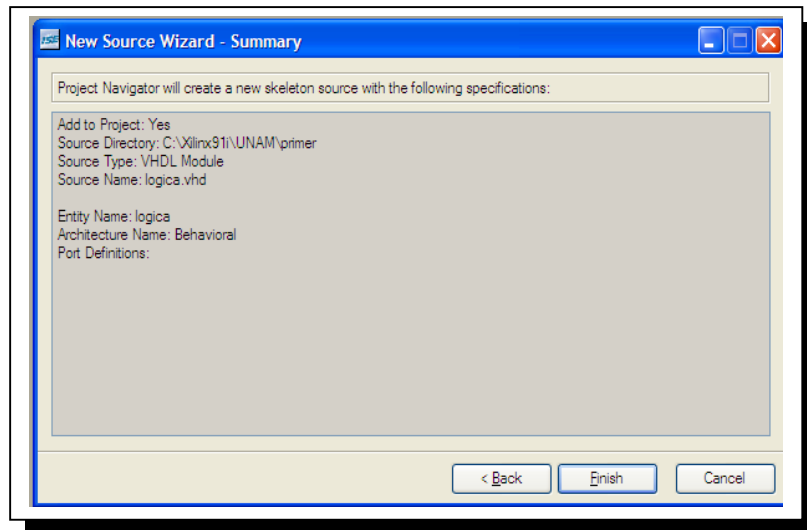 ISE New Source Wizard - Summary
Project Navigator will create a new skeleton source with the following specifications:
Add to Project: Yes
Source Directory: C:\Xilinx91i\UNAM\primer
Source Type: VHDL Module
Source Name: logica.vhd
Entity Name: logica
Architecture Name: Behavioral
Port Definitions:
< Back Finish Cancel